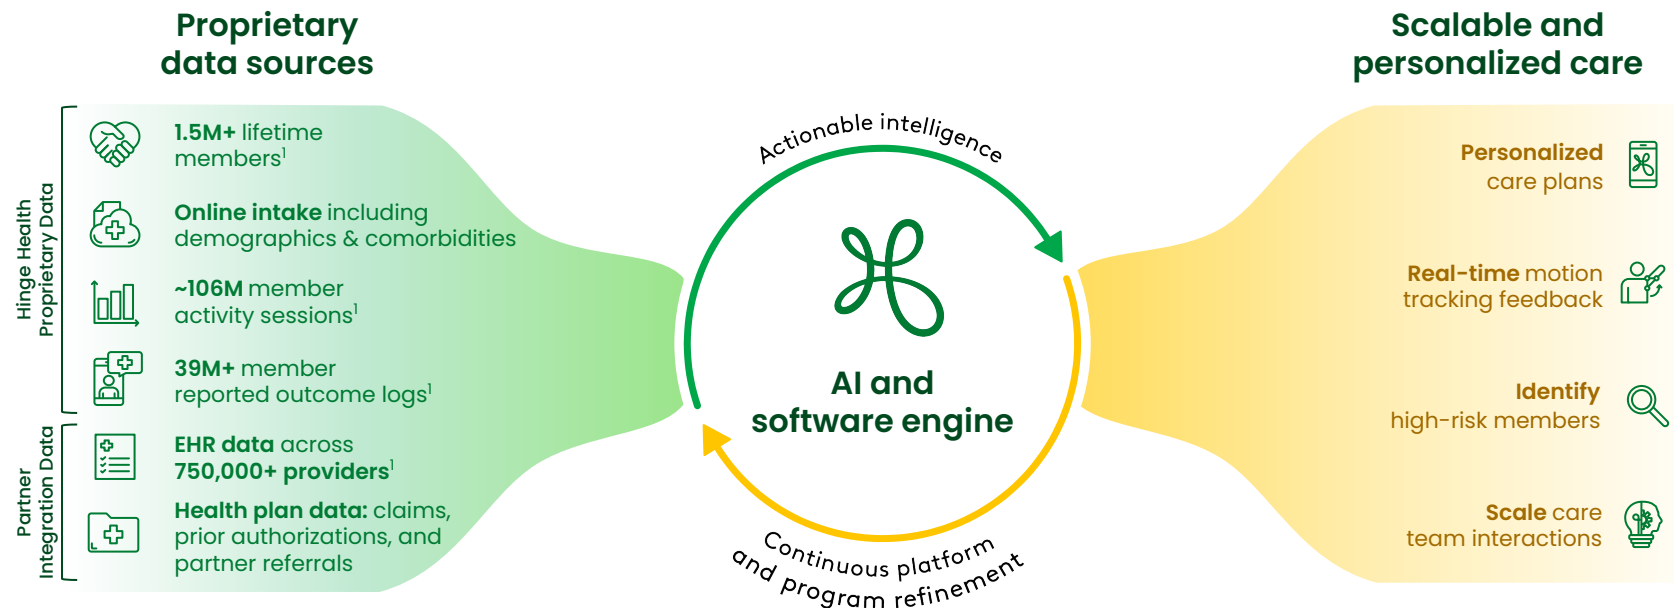 Proprietary
data sources
Hinge Health
Proprietary Data
1.5M+ lifetime
members¹
Online intake including
demographics & comorbidities
~106M member
activity sessions¹
39M+ member
reported outcome logs¹
Partner
Integration Data
EHR data across
750,000+ providers¹
Health plan data: claims,
prior authorizations, and
partner referrals
Actionable intelligence
AI and
software engine
Continuous platform
and program refinement
Scalable and
personalized care
Personalized
care plans
Real-time motion
tracking feedback
Identify
high-risk members
Scale care
team interactions